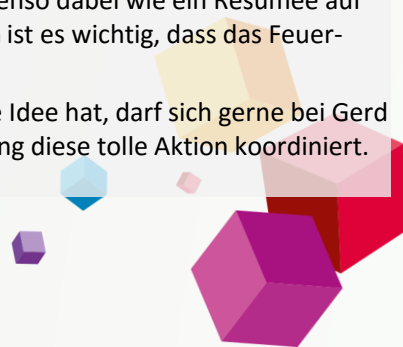 enso dabei wie ein Resümee auf
ist es wichtig, dass das Feuer-
e Idee hat, darf sich gerne bei Gerd
ng diese tolle Aktion koordiniert.